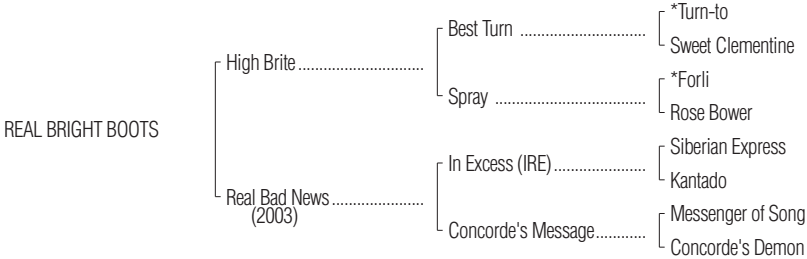 *Turn-to
Best Turn ..............................
Sweet Clementine
High Brite..............................
*Forli
Spray ....................................
Rose Bower
REAL BRIGHT BOOTS
Siberian Express
In Excess (IRE)......................
Kantado
Real Bad News......................
(2003)
Messenger of Song
Concorde's Message............
Concorde's Demon